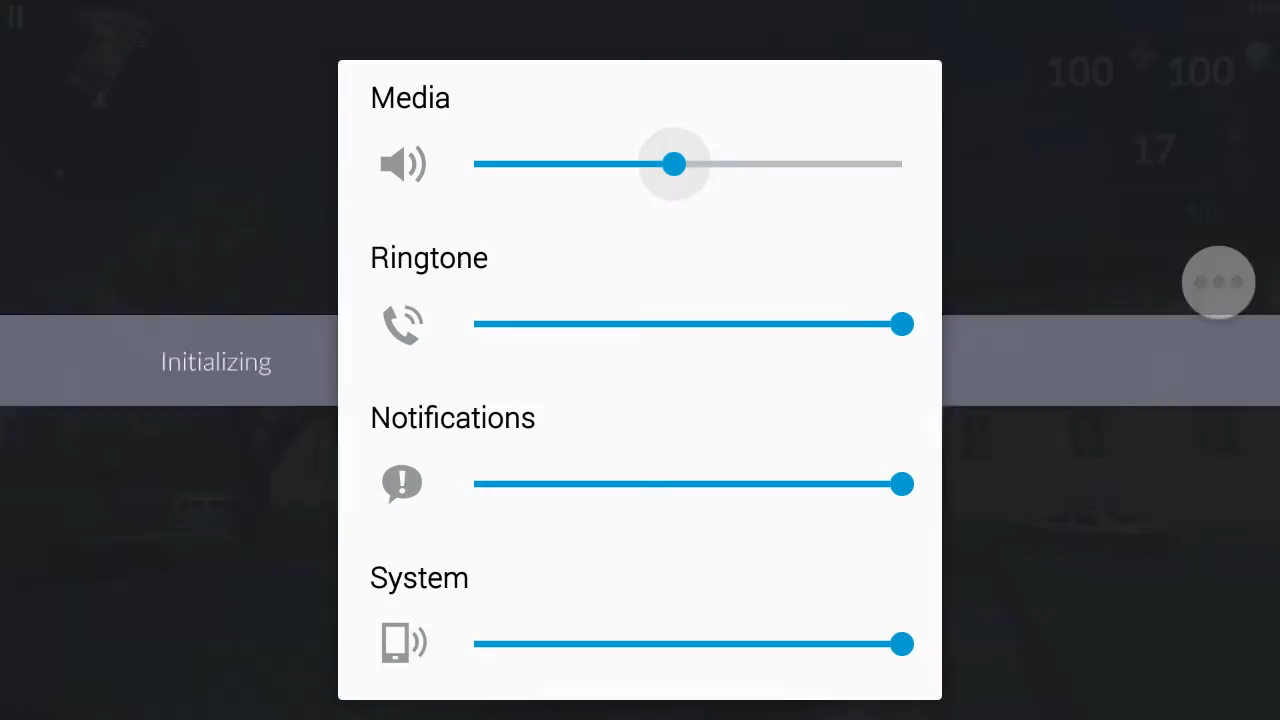 100 100
17
Media
Ringtone
Initializing
Notifications
System